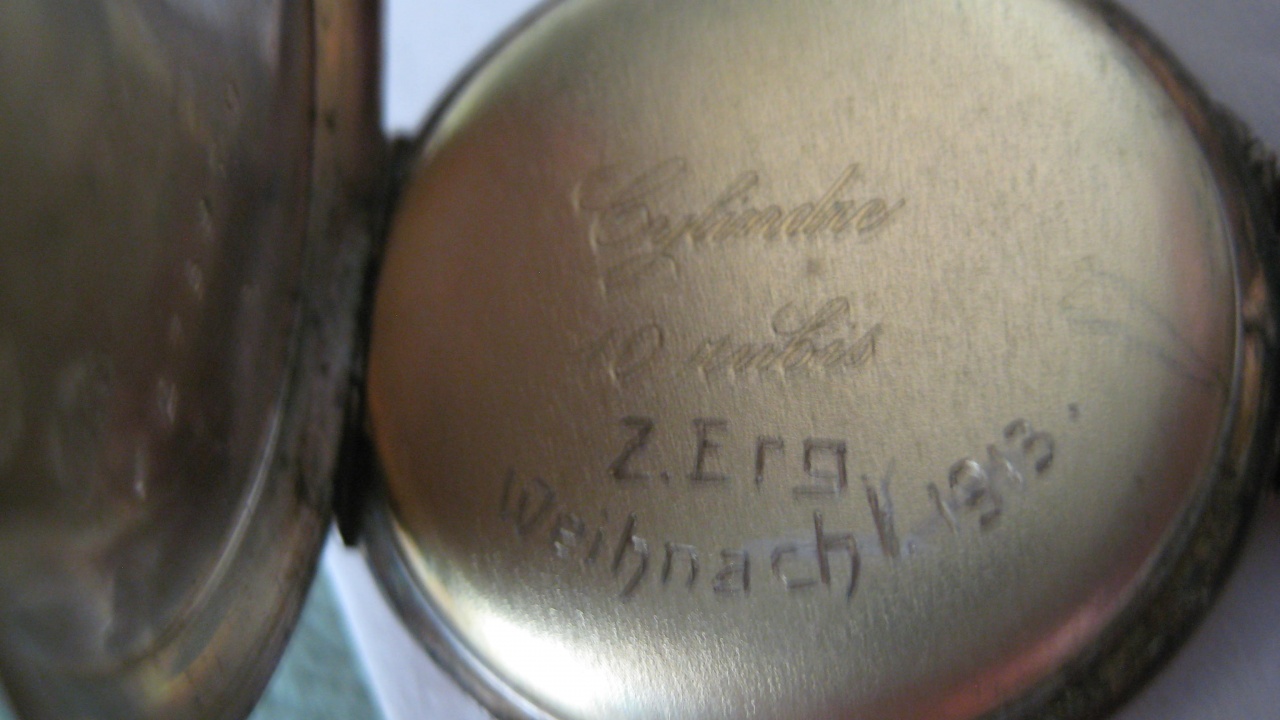 Cylindre
10 rubis
Z. Erg
Weihnacht. 1913.